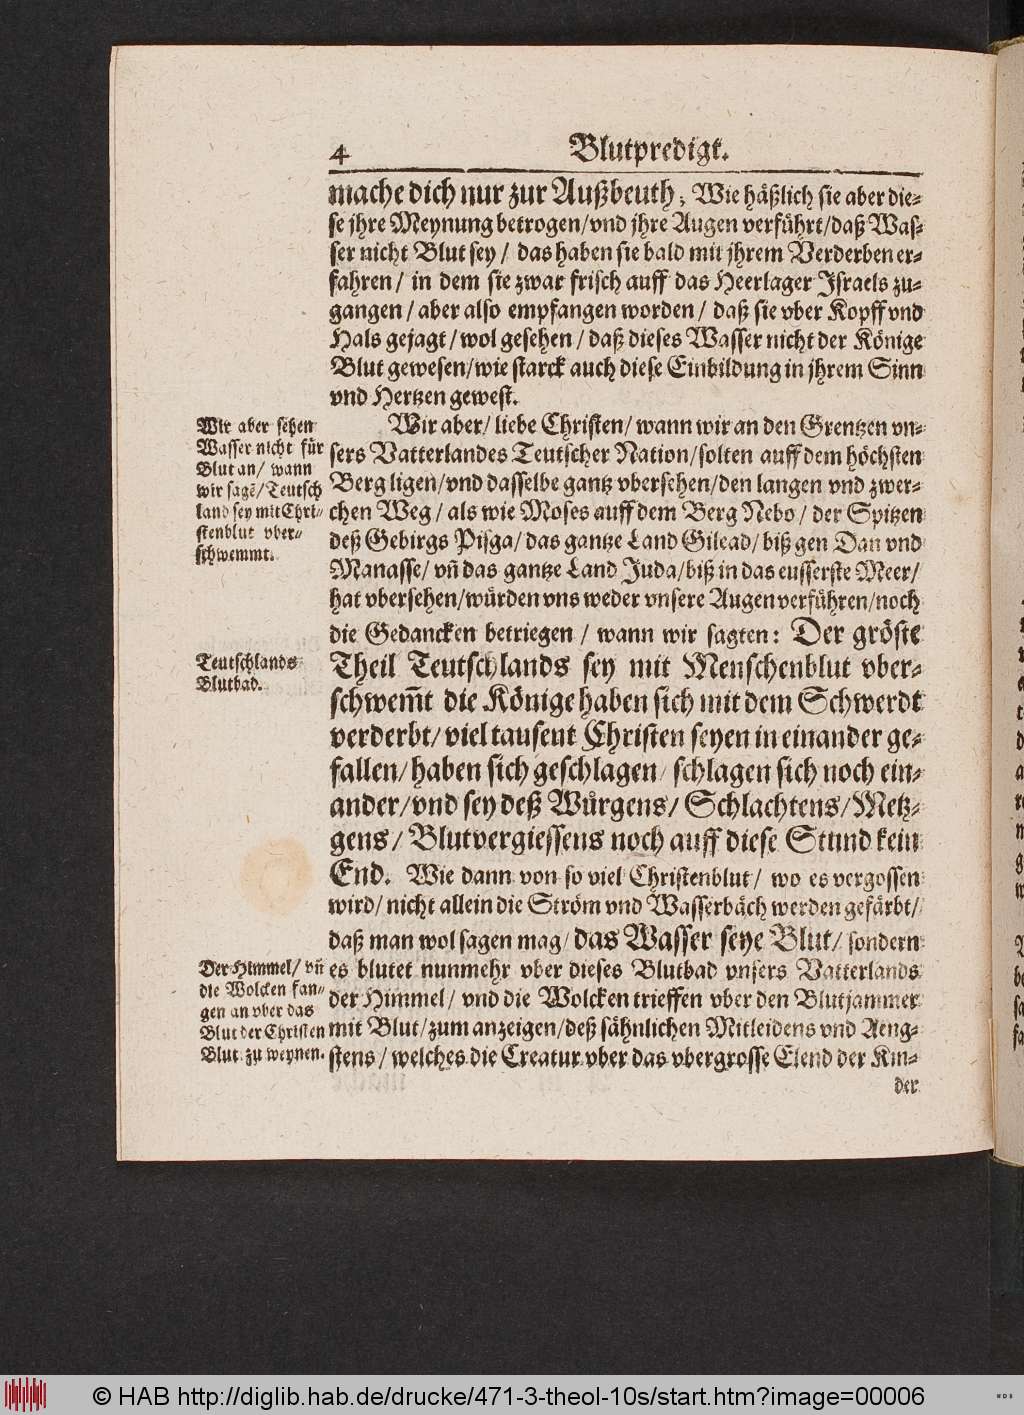 4 Blutpredigt.
mache dich nur zur Außbeuth; Wie häßlich sie aber die-
se jhre Meynung betrogen/vnd jhre Augen verführt/daß Was-
ser nicht Blut sey/ das haben sie bald mit jhrem Verderben er-
fahren/ in dem sie zwar frisch auff das Heerlager Israels zu-
gangen/ aber also empfangen worden/ daß sie vber Kopff vnd
Hals gejagt/wol gesehen/ daß dieses Wasser nicht der Könige
Blut gewesen/wie starck auch diese Einbildung in jhrem Sinn
vnd Hertzen gewest.
Wir aber sehen
Wasser nicht für
Blut an/ wann
wir sagẽ/Teutsch
land sey mit Chri-
stenblut vber-
schwemmt.
Wir aber/ liebe Christen/ wann wir an den Grentzen vn-
sers Vatterlandes Teutscher Nation/solten auff dem höchsten
Berg ligen/vnd dasselbe gantz vbersehen/den langen vnd zwer-
chen Weg/ als wie Moses auff dem Berg Nebo/ der Spitzen
deß Gebirgs Pisga/das gantze Land Gilead/ biß gen Dan vnd
Manasse/ vñ das gantze Land Juda/biß in das eusserste Meer/
hat vbersehen/würden vns weder vnsere Augen verführen/noch
die Gedancken betriegen/ wann wir sagten: Der gröste
Teutschlands
Blutbad.
Theil Teutschlands sey mit Menschenblut vber-
schwem̃t die Könige haben sich mit dem Schwerdt
verderbt/ viel tausent Christen seyen in einander ge-
fallen/ haben sich geschlagen/ schlagen sich noch ein-
ander/vnd sey deß Würgens/ Schlachtens/Metz-
gens/ Blutvergiessens noch auff diese Stund kein
End. Wie dann von so viel Christenblut/ wo es vergossen
wird/ nicht allein die Ström vnd Wasserbäch werden gefärbt/
daß man wol sagen mag/ das Wasser seye Blut/ sondern
Der Himmel/ vñ
die Wolcken fan-
gen an vber das
Blut der Christen
Blut zu weynen.
es blutet nunmehr vber dieses Blutbad vnsers Vatterlands
der Himmel/ vnd die Wolcken trieffen vber den Blutjammer
mit Blut/zum anzeigen/deß sähnlichen Mitleidens vnd Aeng-
stens/ welches die Creatur vber das vbergrosse Elend der Kin-
der
© HAB http://diglib.hab.de/drucke/471-3-theol-10s/start.htm?image=00006
WDB